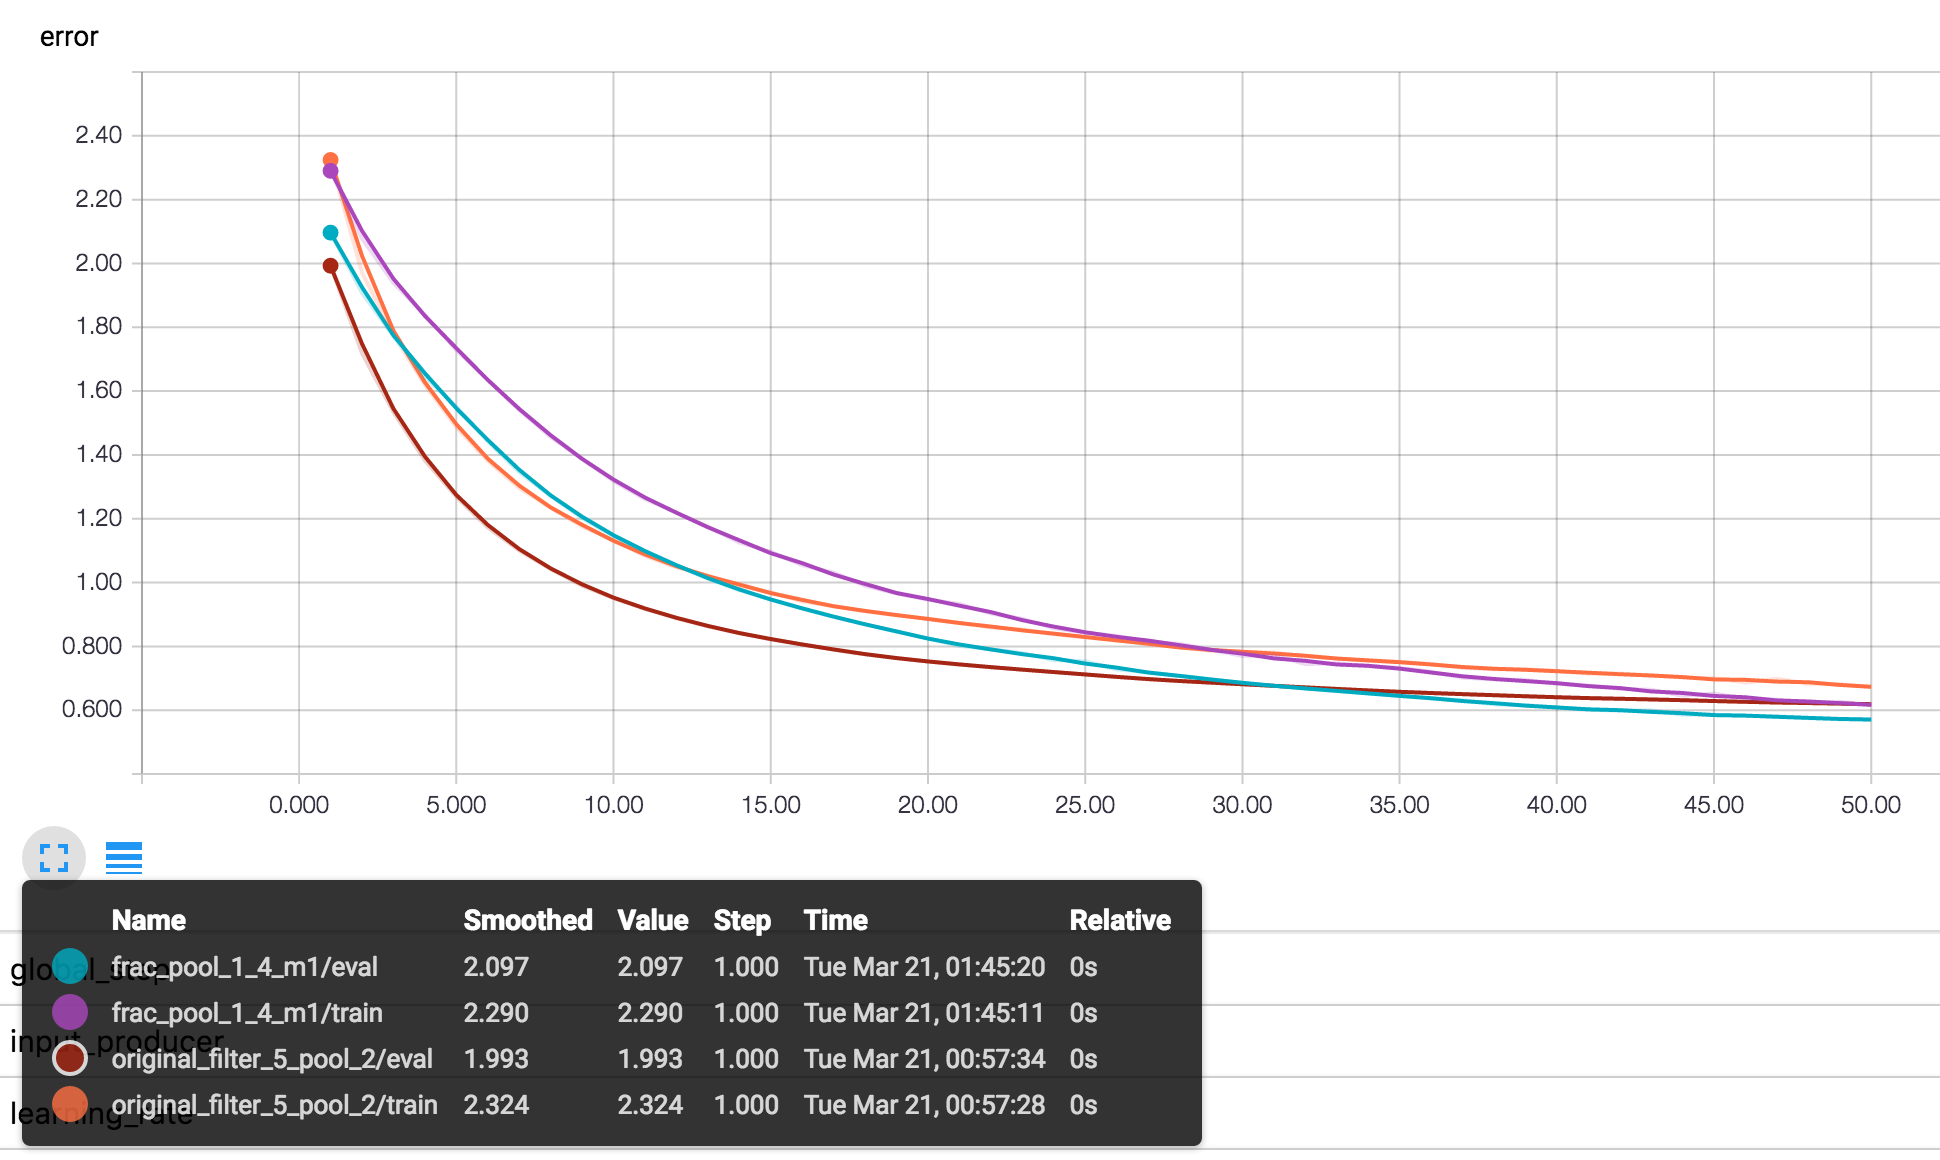 error
2.40
2.20
2.00
1.80
1.60
1.40
1.20
1.00
0.800
0.600
0.000 5.000 10.00 15.00 20.00 25.00 30.00 35.00 40.00 45.00 50.00
Name Smoothed Value Step Time Relative
global_step
frac_pool_1_4_m1/eval 2.097 2.097 1.000 Tue Mar 21, 01:45:20 0s
frac_pool_1_4_m1/train 2.290 2.290 1.000 Tue Mar 21, 01:45:11 0s
input_producer
original_filter_5_pool_2/eval 1.993 1.993 1.000 Tue Mar 21, 00:57:34 0s
original_filter_5_pool_2/train 2.324 2.324 1.000 Tue Mar 21, 00:57:28 0s
learning_rate